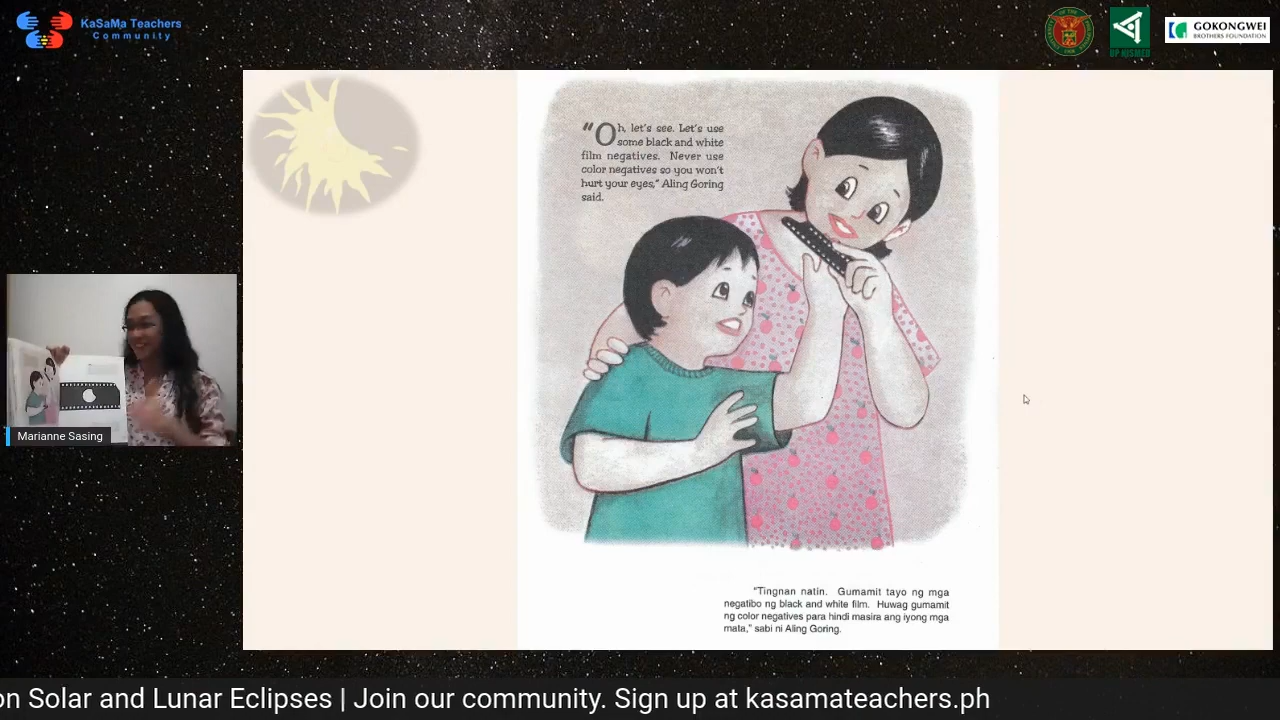 KaSaMa Teachers
Community
UP NISMED
GOKONGWEI
BROTHERS FOUNDATION
"Oh, let's see. Let's use
some black and white
film negatives. Never use
color negatives so you won't
hurt your eyes," Aling Goring
said.
Marianne Sasing
"Tingnan natin. Gumamit tayo ng mga
negatibo ng black and white film. Huwag gumamit
ng color negatives para hindi masira ang iyong mga
mata," sabi ni Aling Goring.
on Solar and Lunar Eclipses | Join our community. Sign up at kasamateachers.ph